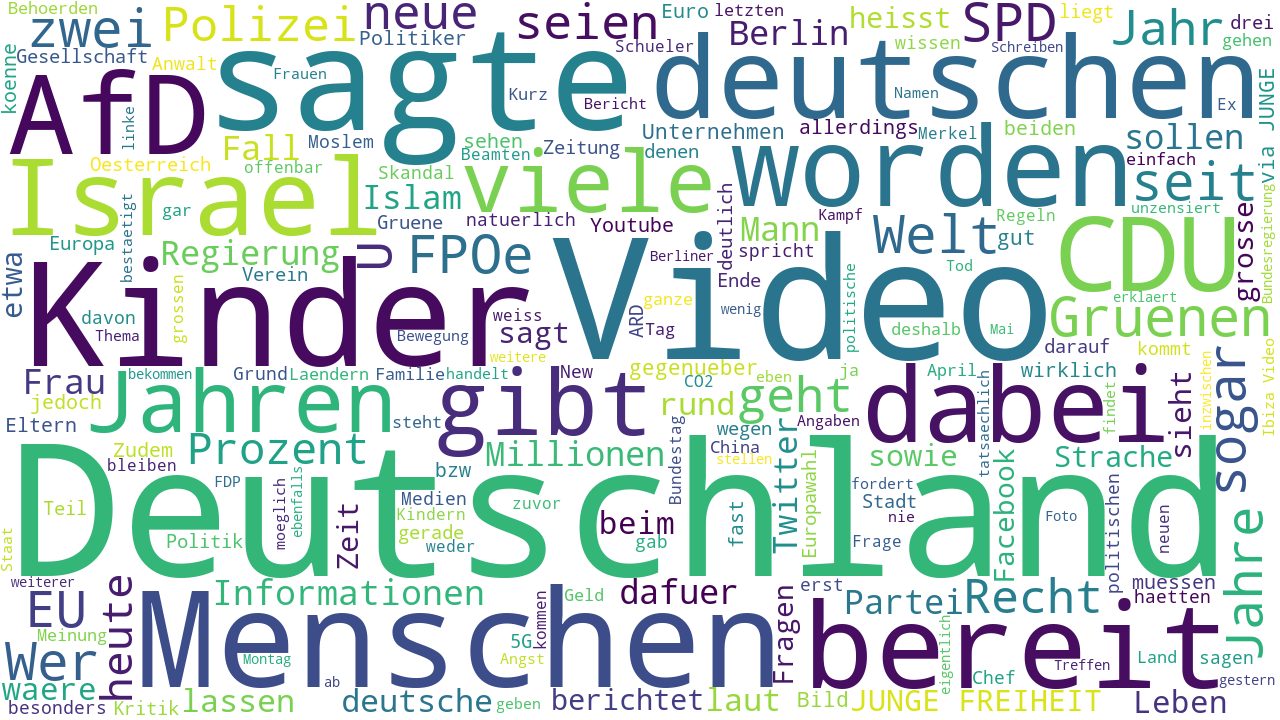 Behoerden
zwei
Polizei
neue
Politiker
seien
Euro
letzten
Berlin
heisst
SPD
liegt
Jahr
drei
gehen
koenne
Gesellschaft
Anwalt
sagte
Schueler
wissen
Schreiben
AfD
linke
Frauen
Kurz
Bericht
deutschen
Namen
Ex
via JUNGE
Moslem
Unternehmen
allerdings
Merkel
beiden
sollen
Oesterreich
Fall
offenbar
sehen
Beamten
Zeitung
denen
einfach
Israel
Skandal
Islam
viele
worden
seit
gar
Gruene
natuerlich
Youtube
deutlich
Kampf
Regeln
unzensiert
Europa
bestaetigt
Regierung
U
FPOe
Mann
Welt
gut
CDU
grosse
Bundesregierung
etwa
Verein
Berliner
spricht
Ende
Tod
erklaert
Kinder
davon
Thema
grossen
weiss
Bewegung
sagt
Video
ARD
ganze
Tag
wenig
politische
deshalb
Mai
Gruenen
weitere
darauf
kommt
inzwischen
Ibiza Video
Frau
bekommen
Grund
Laendern
Familie
handelt
New
gegenueber
CO2
eben
ja
April
wirklich
jedoch
Eltern
Jahren
steht
gibt
rund
geht
Angaben
dabei
tatsaechlich
findet
sieht
sogar
Zudem
Prozent
bleiben
bzw
Millionen
wegen
China
Bundestag
stellen
Twitter
sowie
Strache
Facebook
FDP
fordert
Deutschland
Teil
moeglich
ebenfalls
Medien
Kindern
zuvor
Stadt
nie
Foto
politischen
neuen
Staat
Politik
Zeit
gerade
weder
beim
gab
fast
Europawahl
Frage
Jahre
weiterer
EU
heute
Informationen
Geld
dafuer
erst
muessen
haetten
Meinung
Menschen
5G
kommen
Fragen
Partei
Recht
Wer
Montag
Angst
bereit
eigentlich
Treffen
Land
sagen
waere
ab
Chef
gestern
besonders
Kritik
lassen
deutsche
geben
berichtet
laut
Bild
JUNGE FREIHEIT
Leben